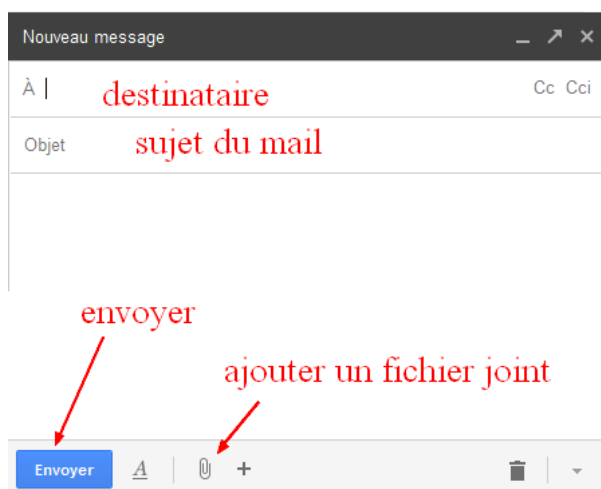 Nouveau message
À destinataire Cc Cci
Objet sujet du mail
envoyer
ajouter un fichier joint
Envoyer A